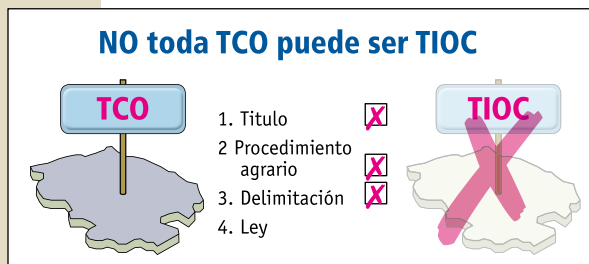 NO toda TCO puede ser TIOC
TCO
TIOC
1. Titulo
2 Procedimiento
agrario
3. Delimitación
4. Ley